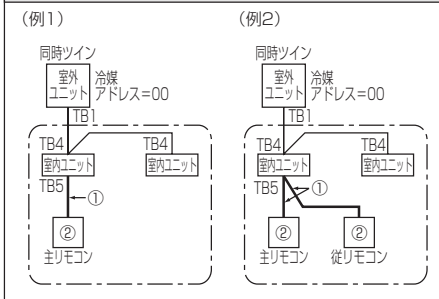 （例1）
同時ツイン
室外
ユニット
冷媒
アドレス=00
TB1
TB4
TB4
室内ユニット
室内ユニット
TB5
①
②
主リモコン
（例2）
同時ツイン
室外
ユニット
冷媒
アドレス=00
TB1
TB4
TB4
室内ユニット
室内ユニット
TB5
①
②
②
主リモコン
従リモコン